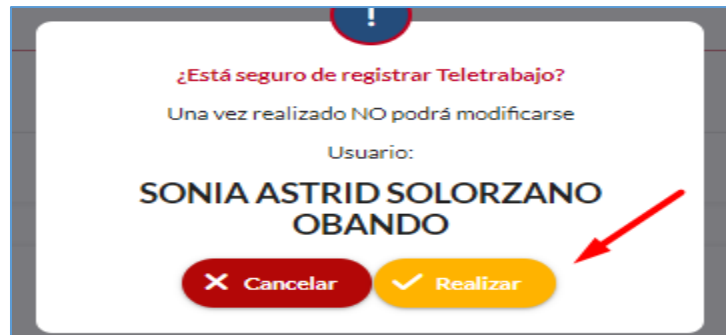 !
¿Está seguro de registrar Teletrabajo?
Una vez realizado NO podrá modificarse
Usuario:
SONIA ASTRID SOLORZANO
OBANDO
Cancelar Realizar